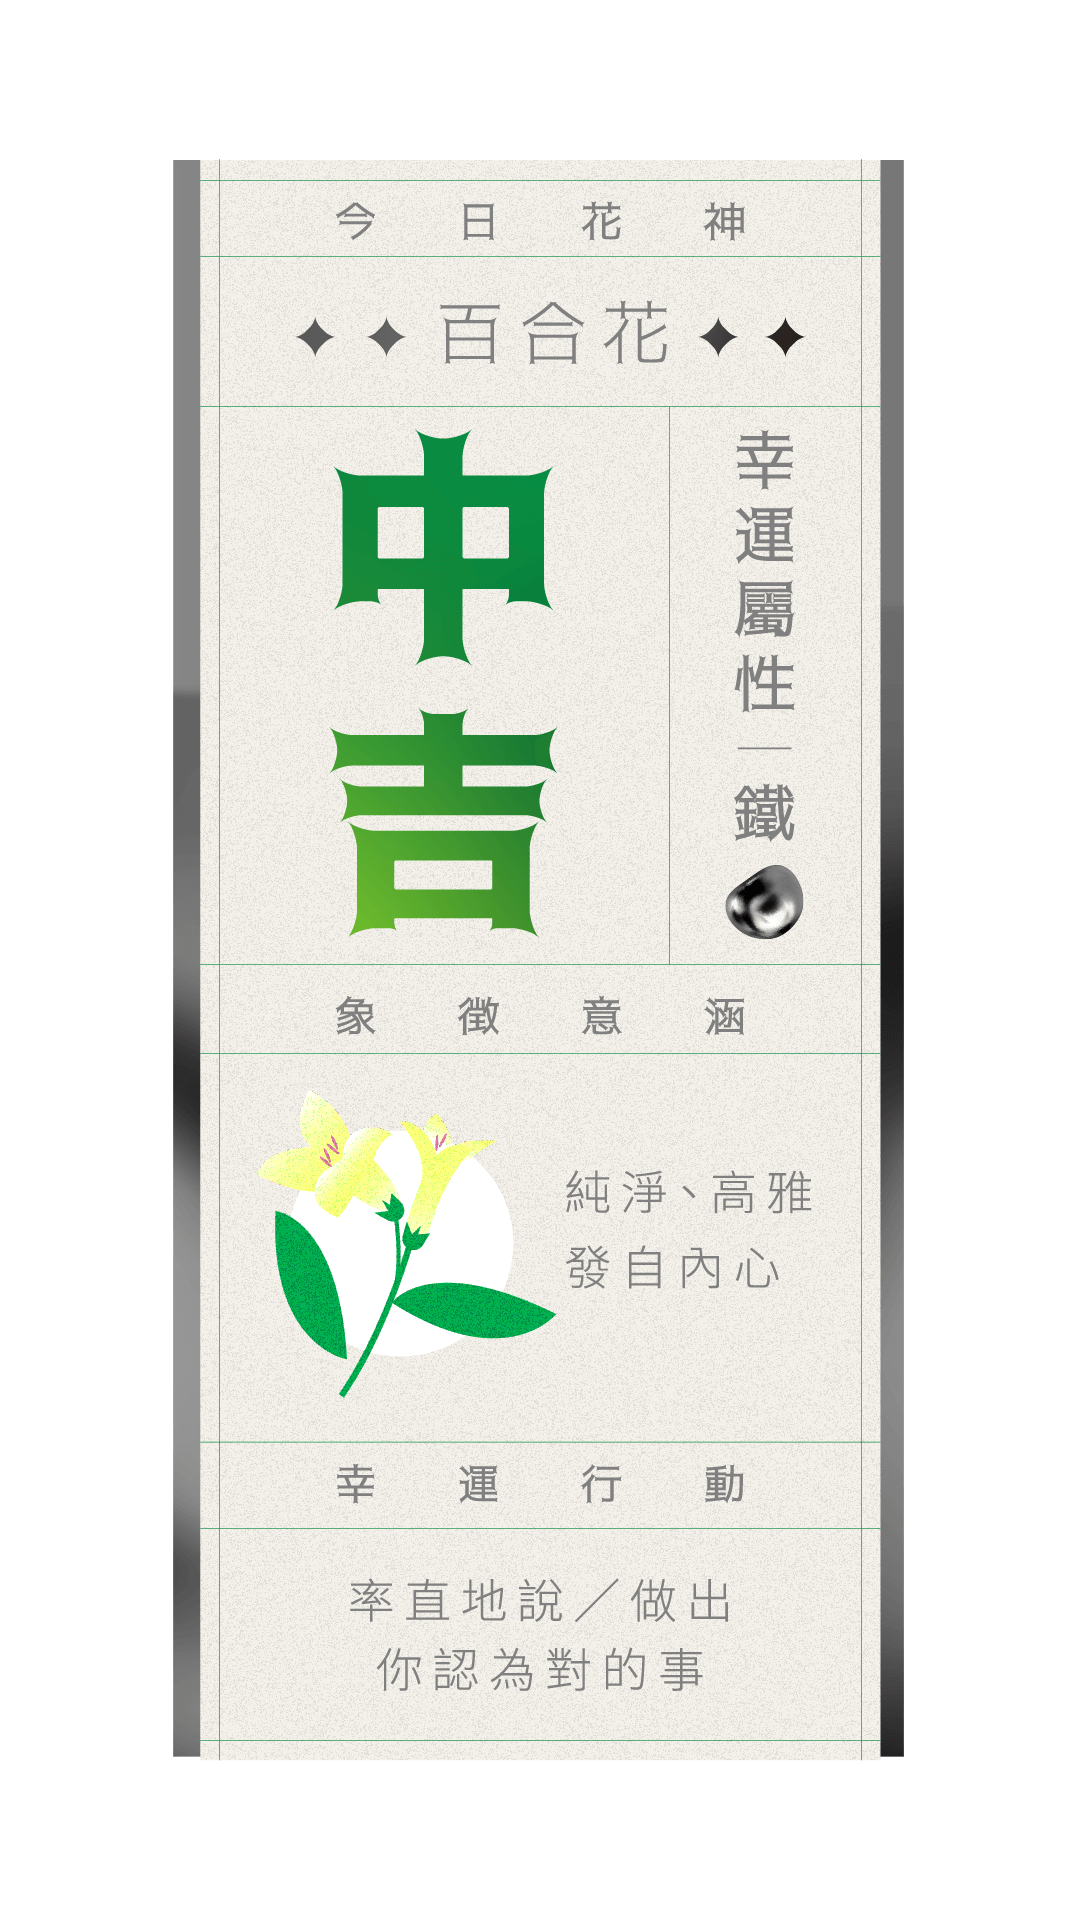 今日花神
百合花
中吉
幸運屬性｜鐵
象徵意涵
純淨、高雅
發自內心
幸運行動
率直地說／做出
你認為對的事